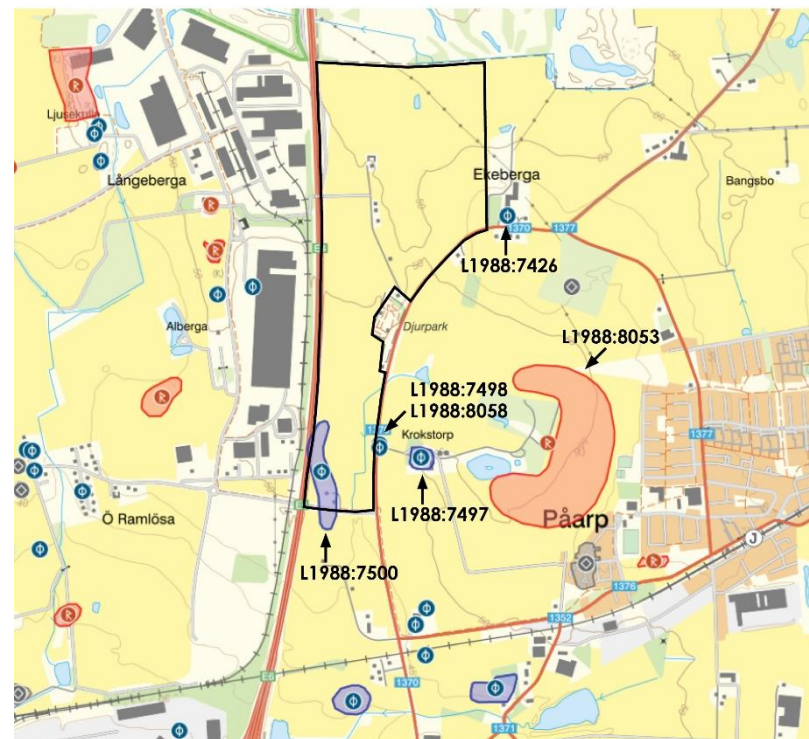 Ljusekulla
Långeberga
Ekeberga
Bangsbo
1370
1377
L1988:7426
E4
Alberga
Djurpark
L1988:8053
L1988:7498
L1988:8058
Krokstorp
1377
L1988:7497
Ö Ramlösa
Påarp
L1988:7500
J
1376
1352
E6
1370
1371